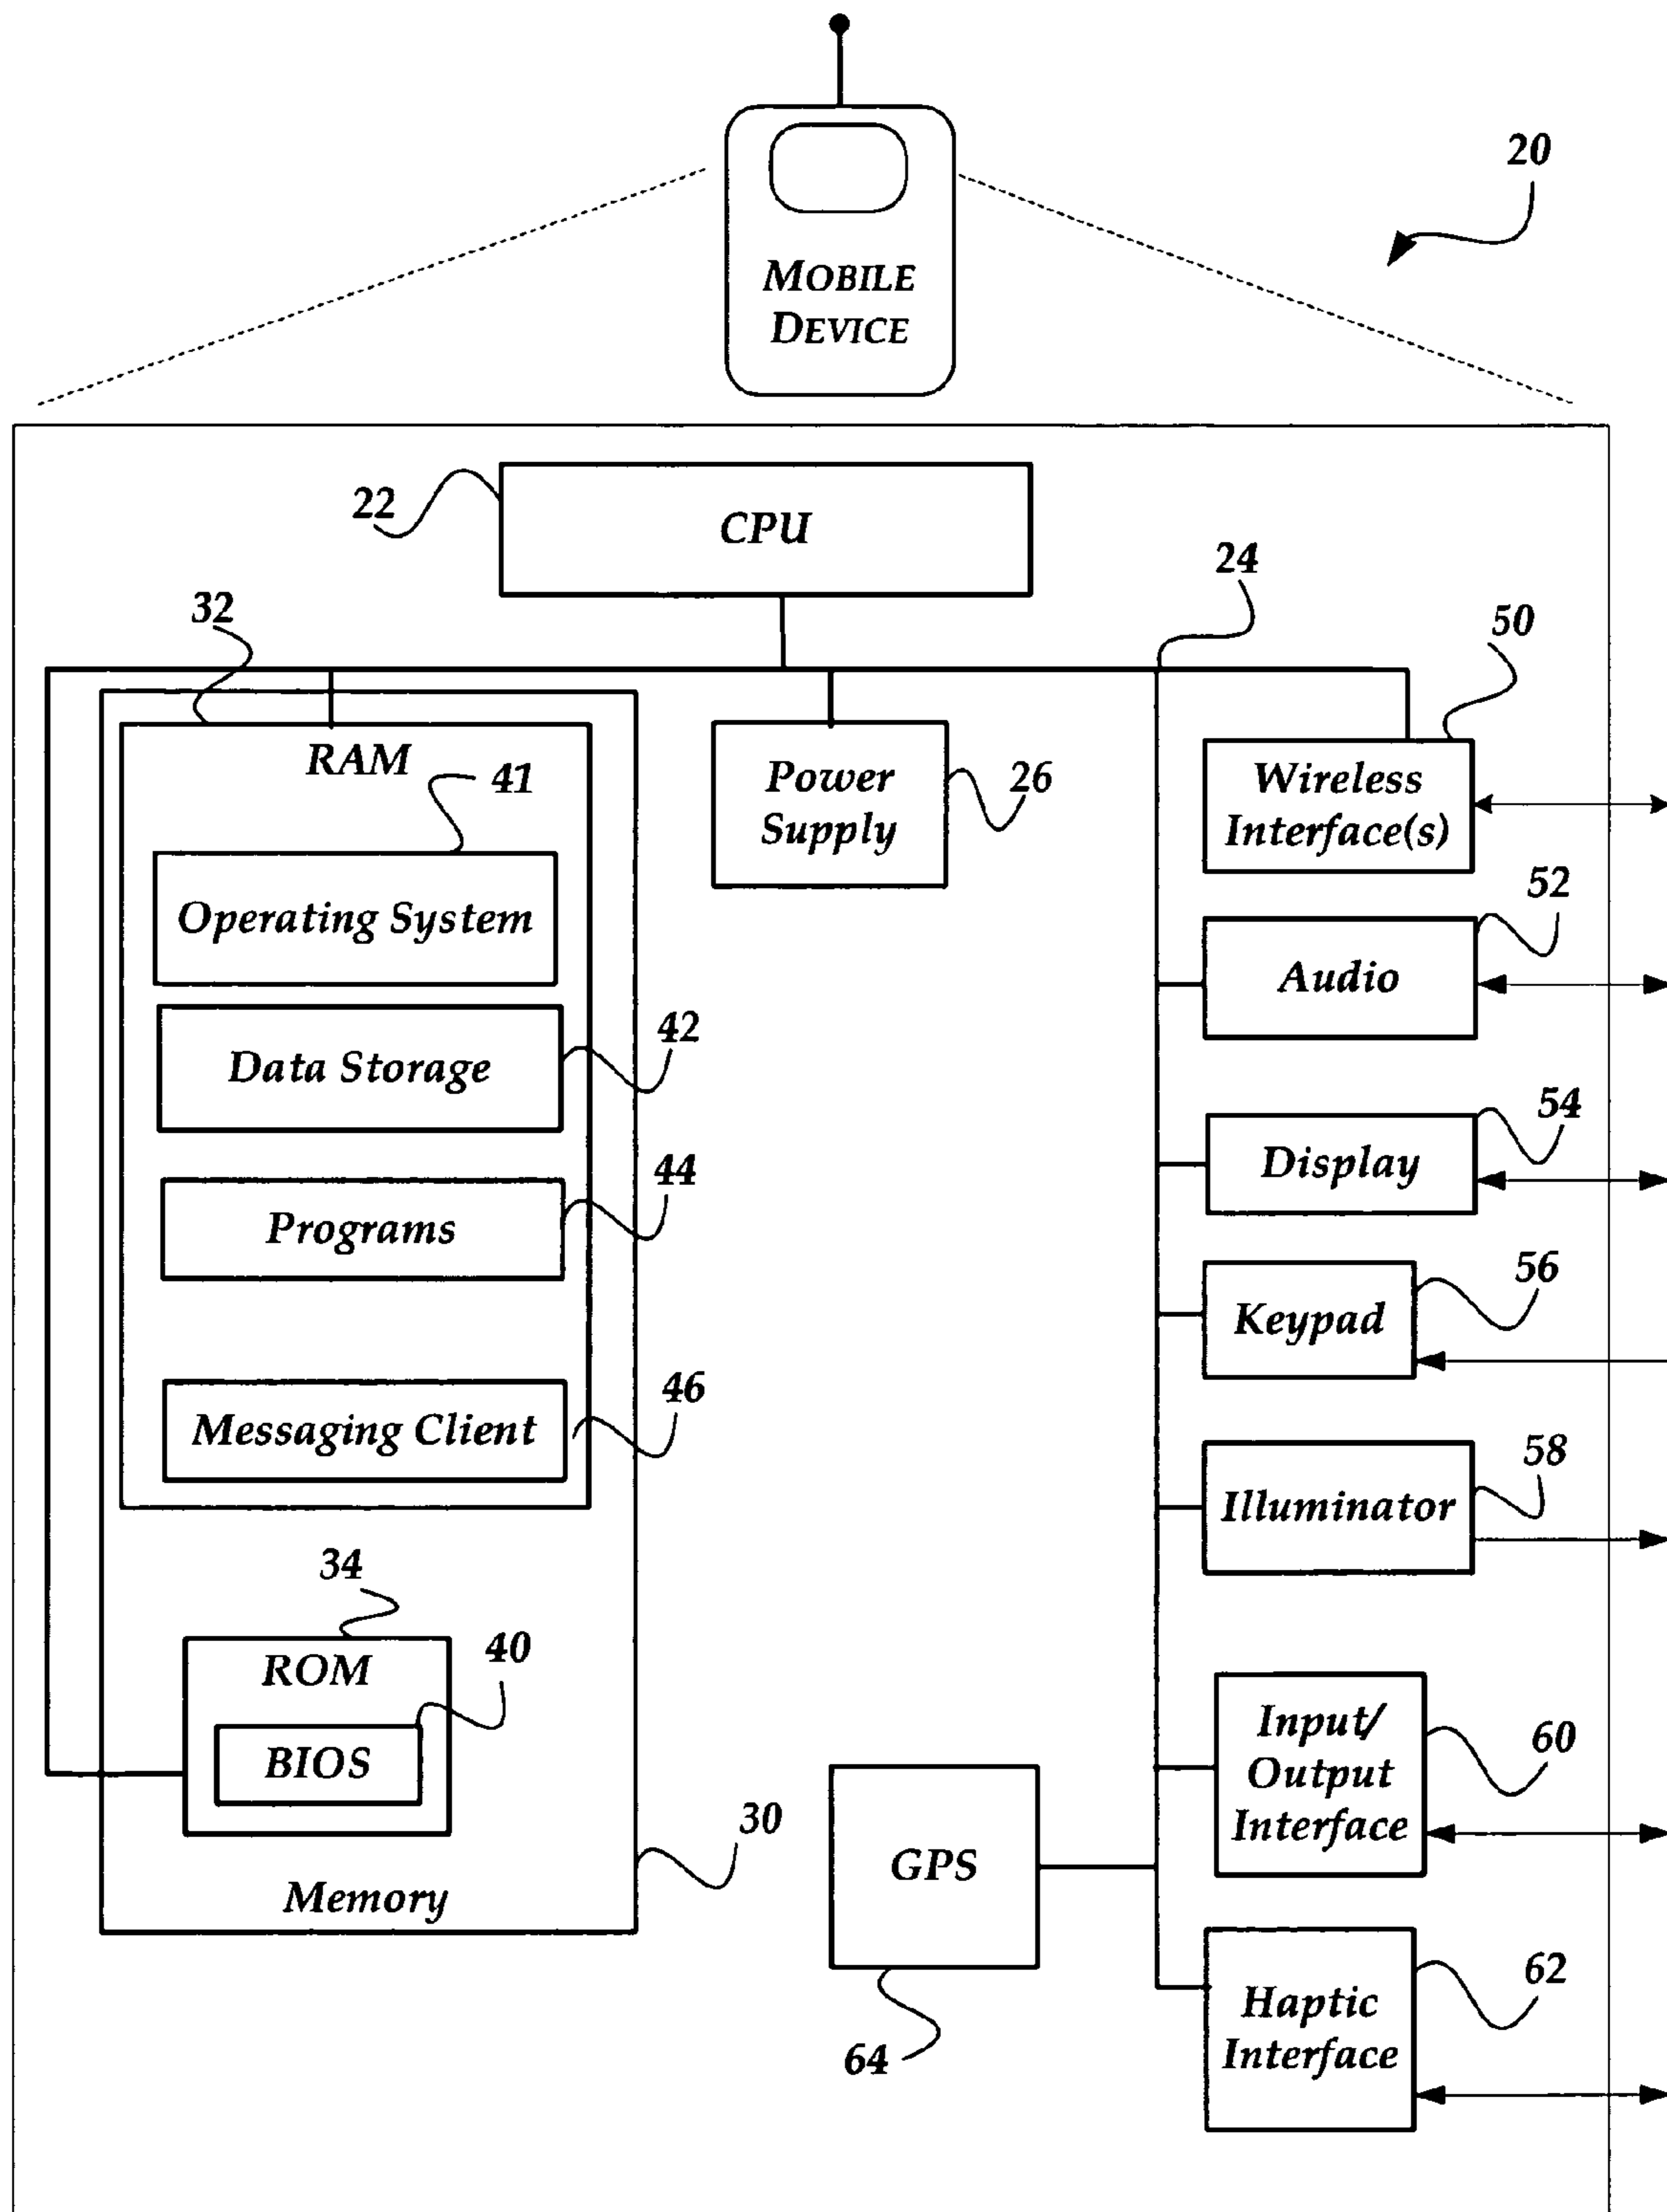 20
MOBILE
DEVICE
22
CPU
24
32
50
RAM
41
Power
Supply
26
Wireless
Interface(s)
52
Operating System
Audio
42
Data Storage
54
Display
44
Programs
56
Keypad
46
Messaging Client
58
Illuminator
34
ROM
40
BIOS
Input/
Output
Interface
60
30
GPS
Memory
62
Haptic
Interface
64